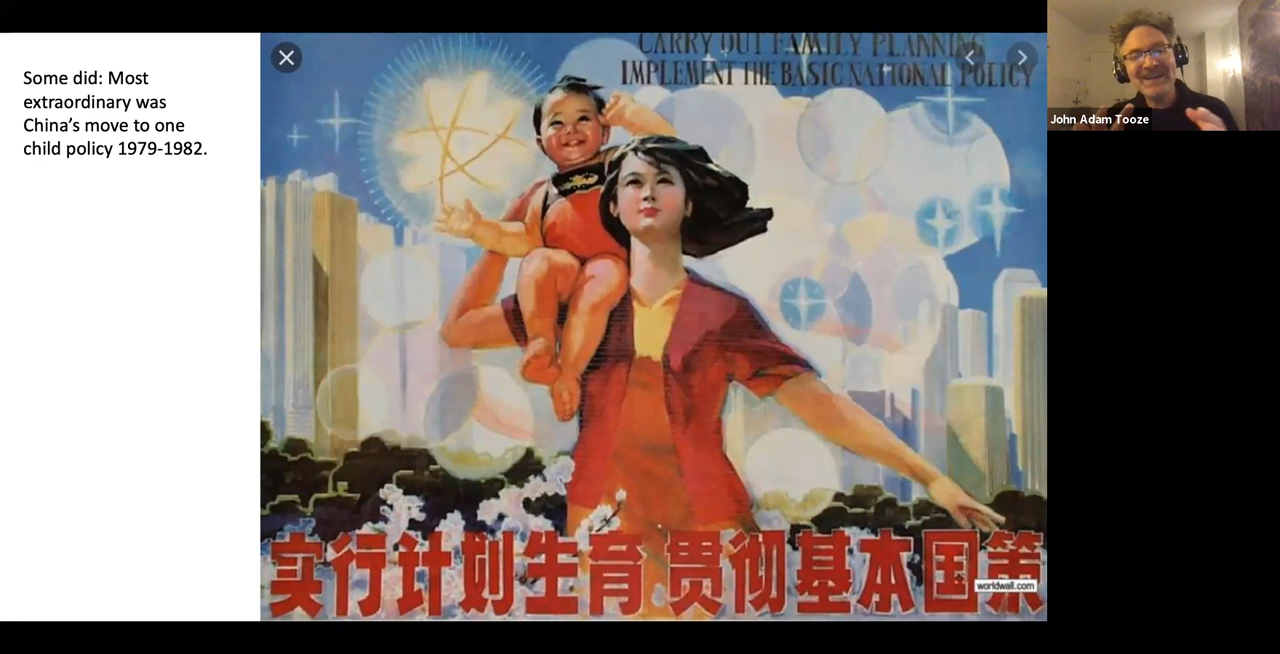 Some did: Most
extraordinary was
China’s move to one
child policy 1979-1982.
CARRY OUT FAMILY PLANNING
IMPLEMENT THE BASIC NATIONAL POLICY
实行计划生育 贯彻基本国策
worldwall.com
John Adam Tooze